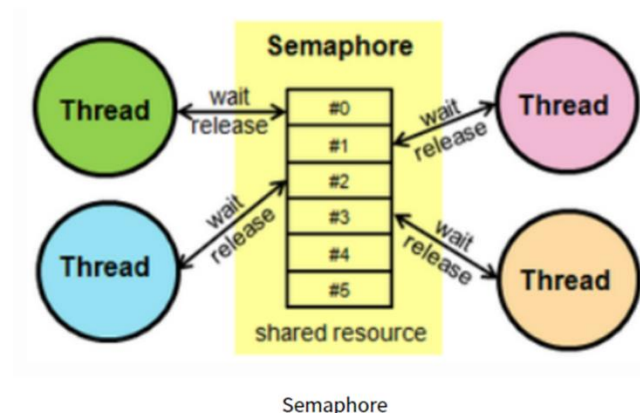 Semaphore
Thread
wait
release
#0
#1
#2
#3
#4
#5
wait
release
Thread
Thread
wait
release
wait
release
Thread
shared resource
Semaphore